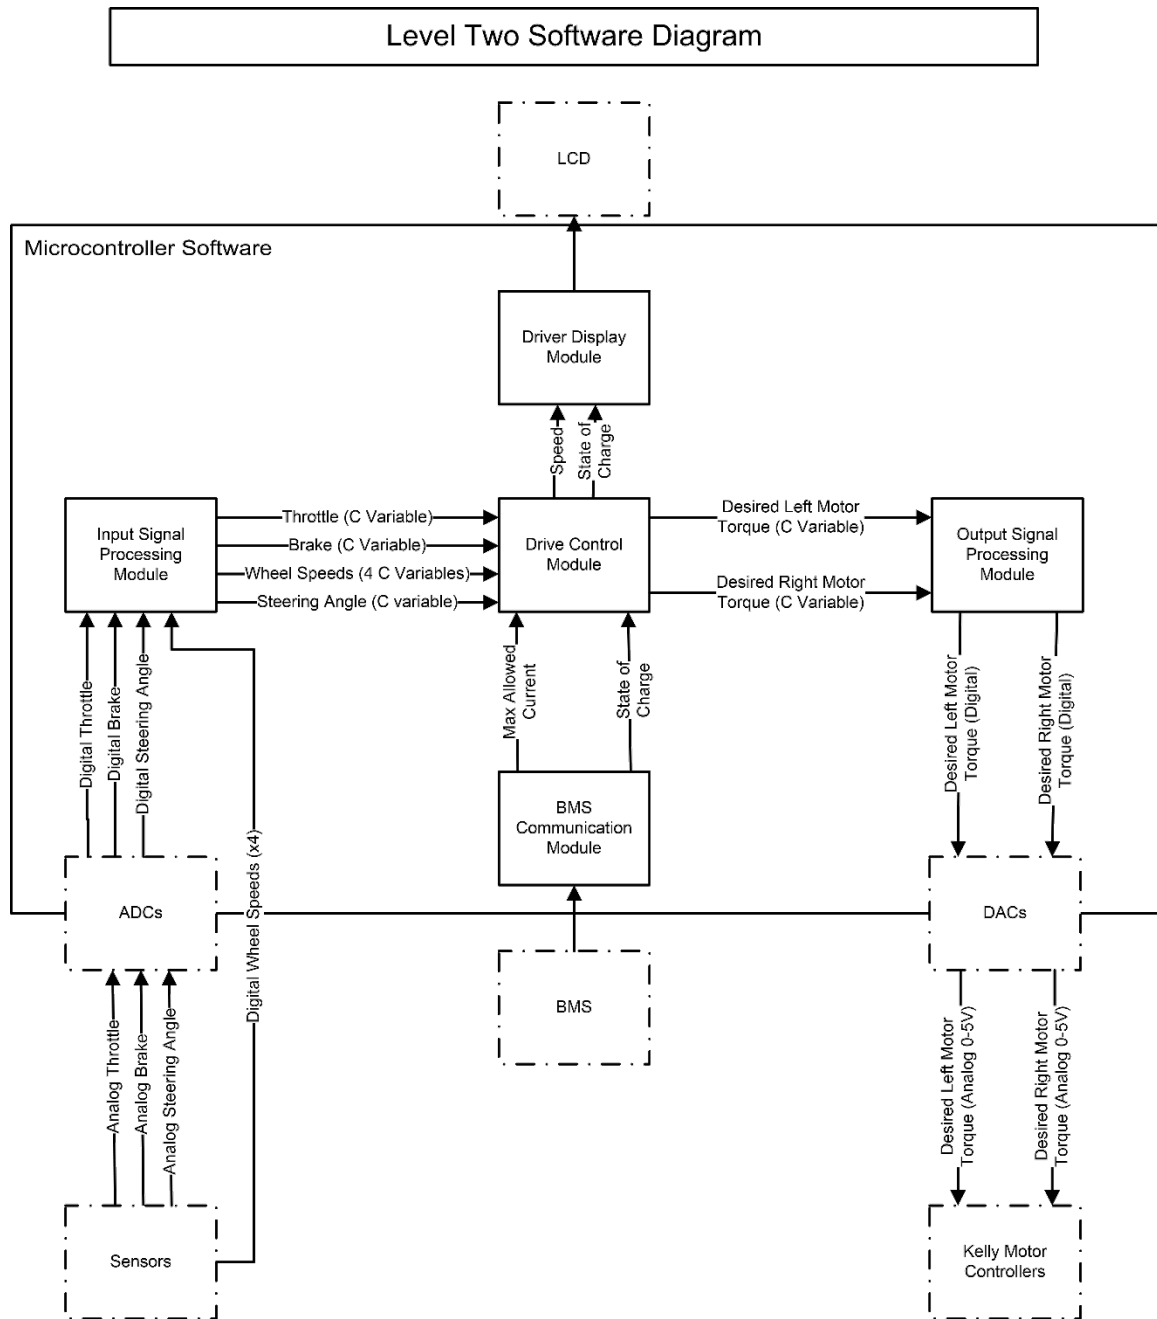 Level Two Software Diagram
LCD
Microcontroller Software
Driver Display
Module
Speed
State of
Charge
Input Signal
Processing
Module
Throttle (C Variable)
Brake (C Variable)
Wheel Speeds (4 C Variables)
Steering Angle (C variable)
Drive Control
Module
Desired Left Motor
Torque (C Variable)
Desired Right Motor
Torque (C Variable)
Output Signal
Processing
Module
Digital Throttle
Digital Brake
Digital Steering Angle
Digital Wheel Speeds (x4)
Max Allowed
Current
State of
Charge
Desired Left Motor
Torque (Digital)
Desired Right Motor
Torque (Digital)
BMS
Communication
Module
ADCs
DACs
BMS
Analog Throttle
Analog Brake
Analog Steering Angle
Desired Left Motor
Torque (Analog 0-5V)
Desired Right Motor
Torque (Analog 0-5V)
Sensors
Kelly Motor
Controllers